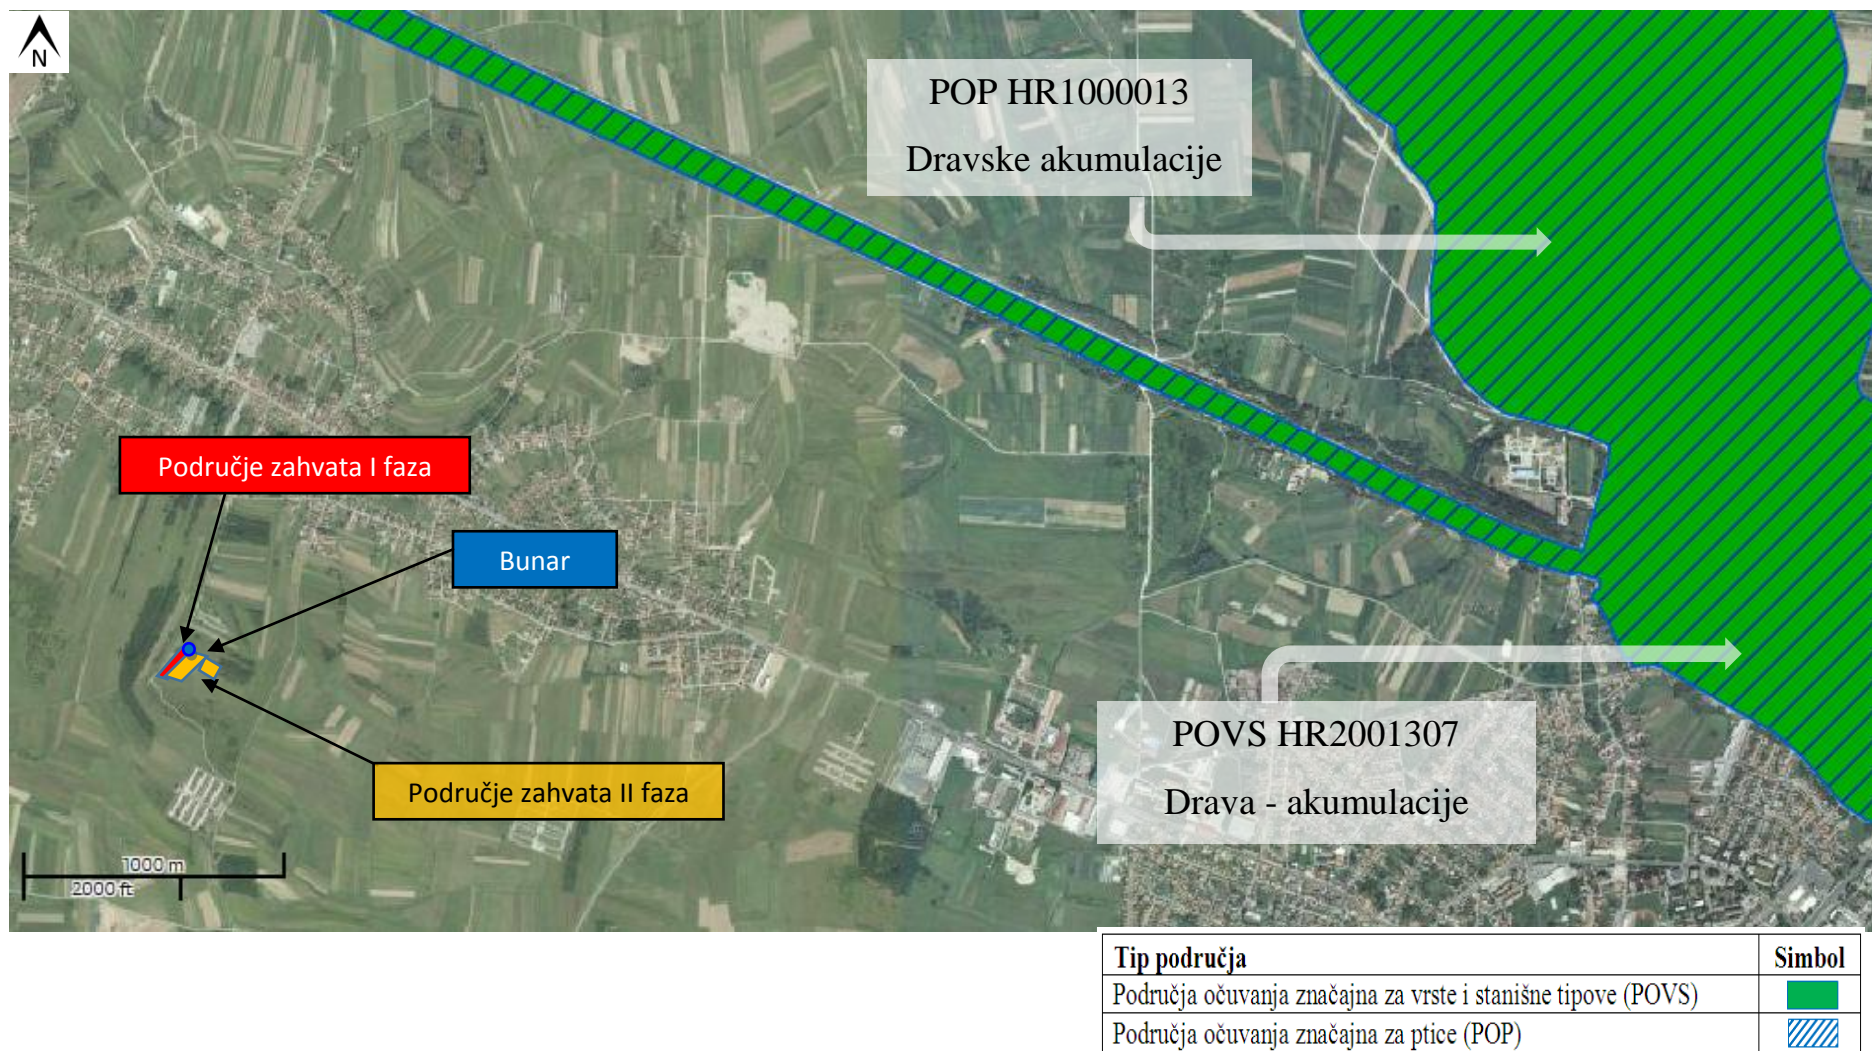 N
POP HR1000013
Dravske akumulacije
Područje zahvata I faza
Bunar
POVS HR2001307
Drava - akumulacije
Područje zahvata II faza
1000 m
2000 ft
Tip područja Simbol
Područja očuvanja značajna za vrste i stanišne tipove (POVS)
Područja očuvanja značajna za ptice (POP)